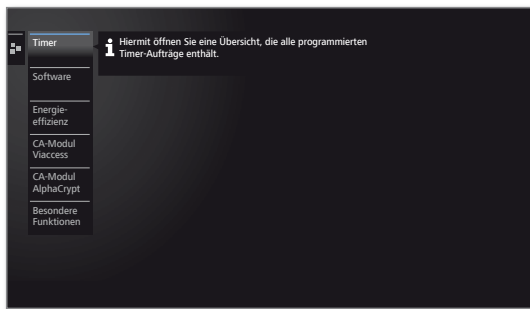 Timer
Hiermit öffnen Sie eine Übersicht, die alle programmierten
Timer-Aufträge enthält.
Software
Energie-
effizienz
CA-Modul
Viaccess
CA-Modul
AlphaCrypt
Besondere
Funktionen